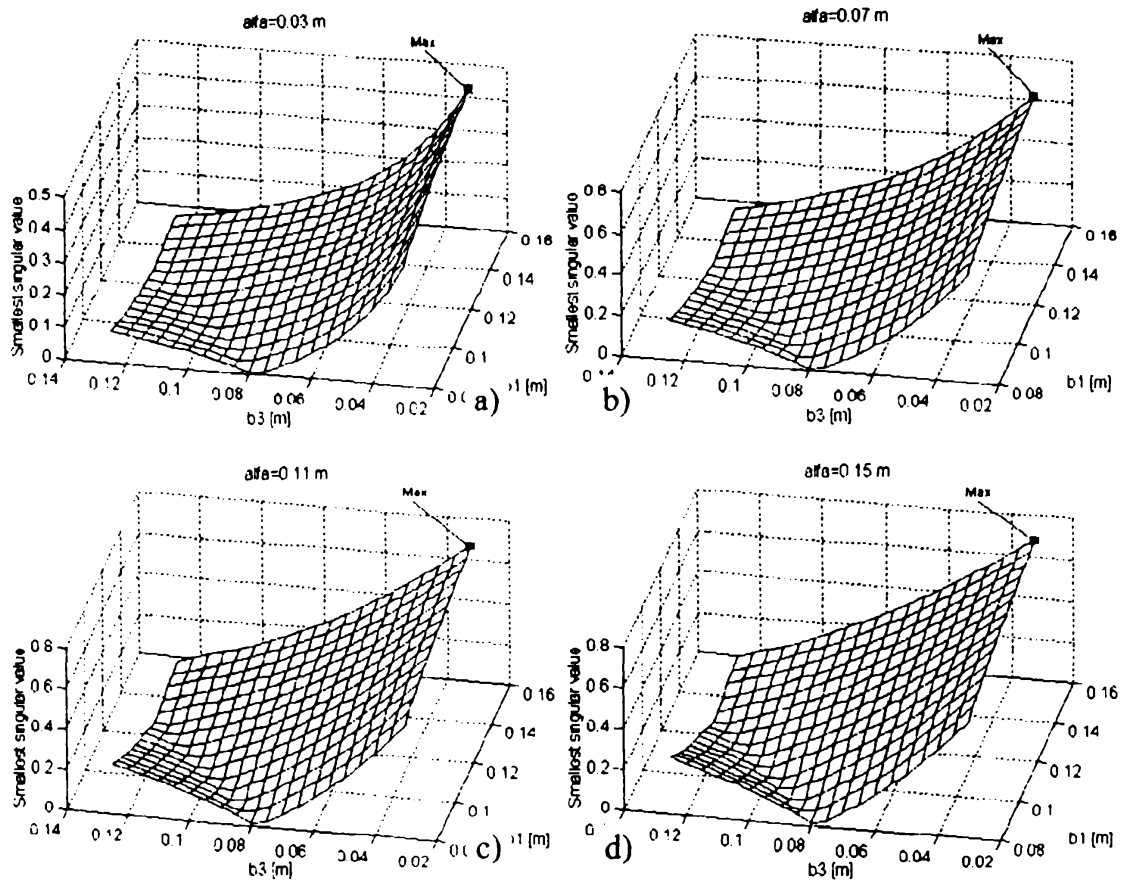 alfa=0.03 m
Max
Smallest singular value
0.5
0.4
0.3
0.2
0.1
0
0.14
0.12
0.1
0.08
0.06
0.04
0.02
b3 [m]
0.16
0.14
0.12
0.1
a)
alfa=0.07 m
Max
Smallest singular value
0.8
0.6
0.4
0.2
0
0.12
0.1
0.08
0.06
0.04
0.02
b3 [m]
0.16
0.14
0.12
0.1
0.08
b1 [m]
b)
alfa=0.11 m
Max
Smallest singular value
0.8
0.6
0.4
0.2
0
0.14
0.12
0.1
0.08
0.06
0.04
0.02
b3 [m]
0.16
0.14
0.12
0.1
c)
alfa=0.15 m
Max
Smallest singular value
0.8
0.6
0.4
0.2
0
0.12
0.1
0.08
0.06
0.04
0.02
b3 [m]
0.16
0.14
0.12
0.1
0.08
b1 [m]
d)